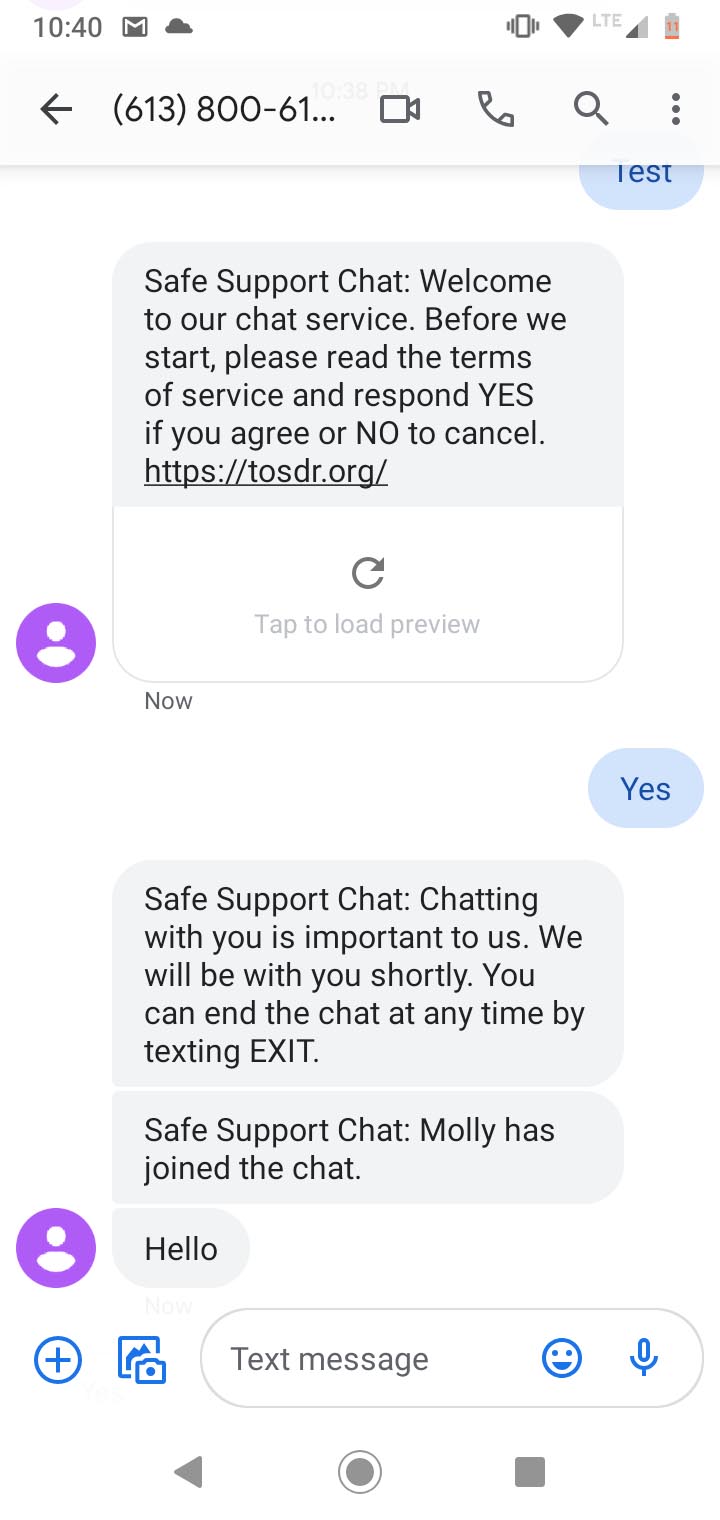 10:40
LTE
11
10:38 PM
(613) 800-61...
Test
Safe Support Chat: Welcome
to our chat service. Before we
start, please read the terms
of service and respond YES
if you agree or NO to cancel.
https://tosdr.org/
Tap to load preview
Now
Yes
Safe Support Chat: Chatting
with you is important to us. We
will be with you shortly. You
can end the chat at any time by
texting EXIT.
Safe Support Chat: Molly has
joined the chat.
Hello
Now
Text message
Yes